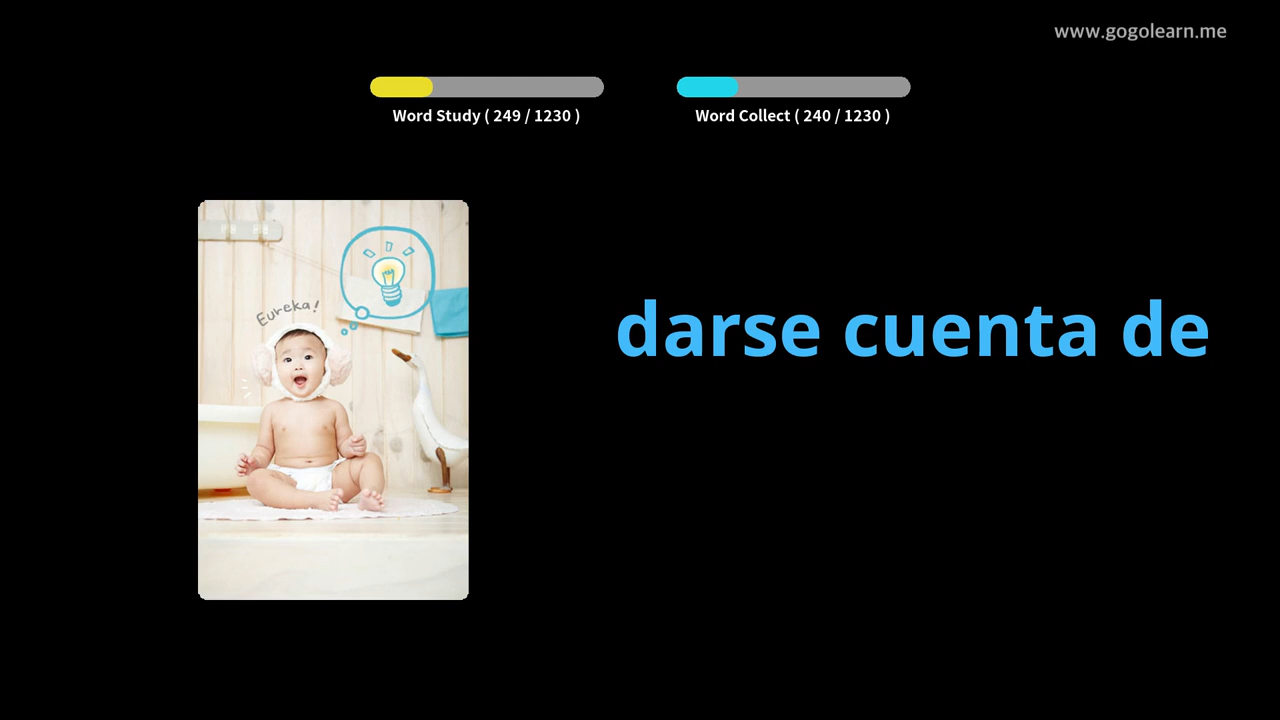 www.gogolearn.me
Word Study ( 249 / 1230 )
Word Collect ( 240 / 1230 )
Eureka!
darse cuenta de